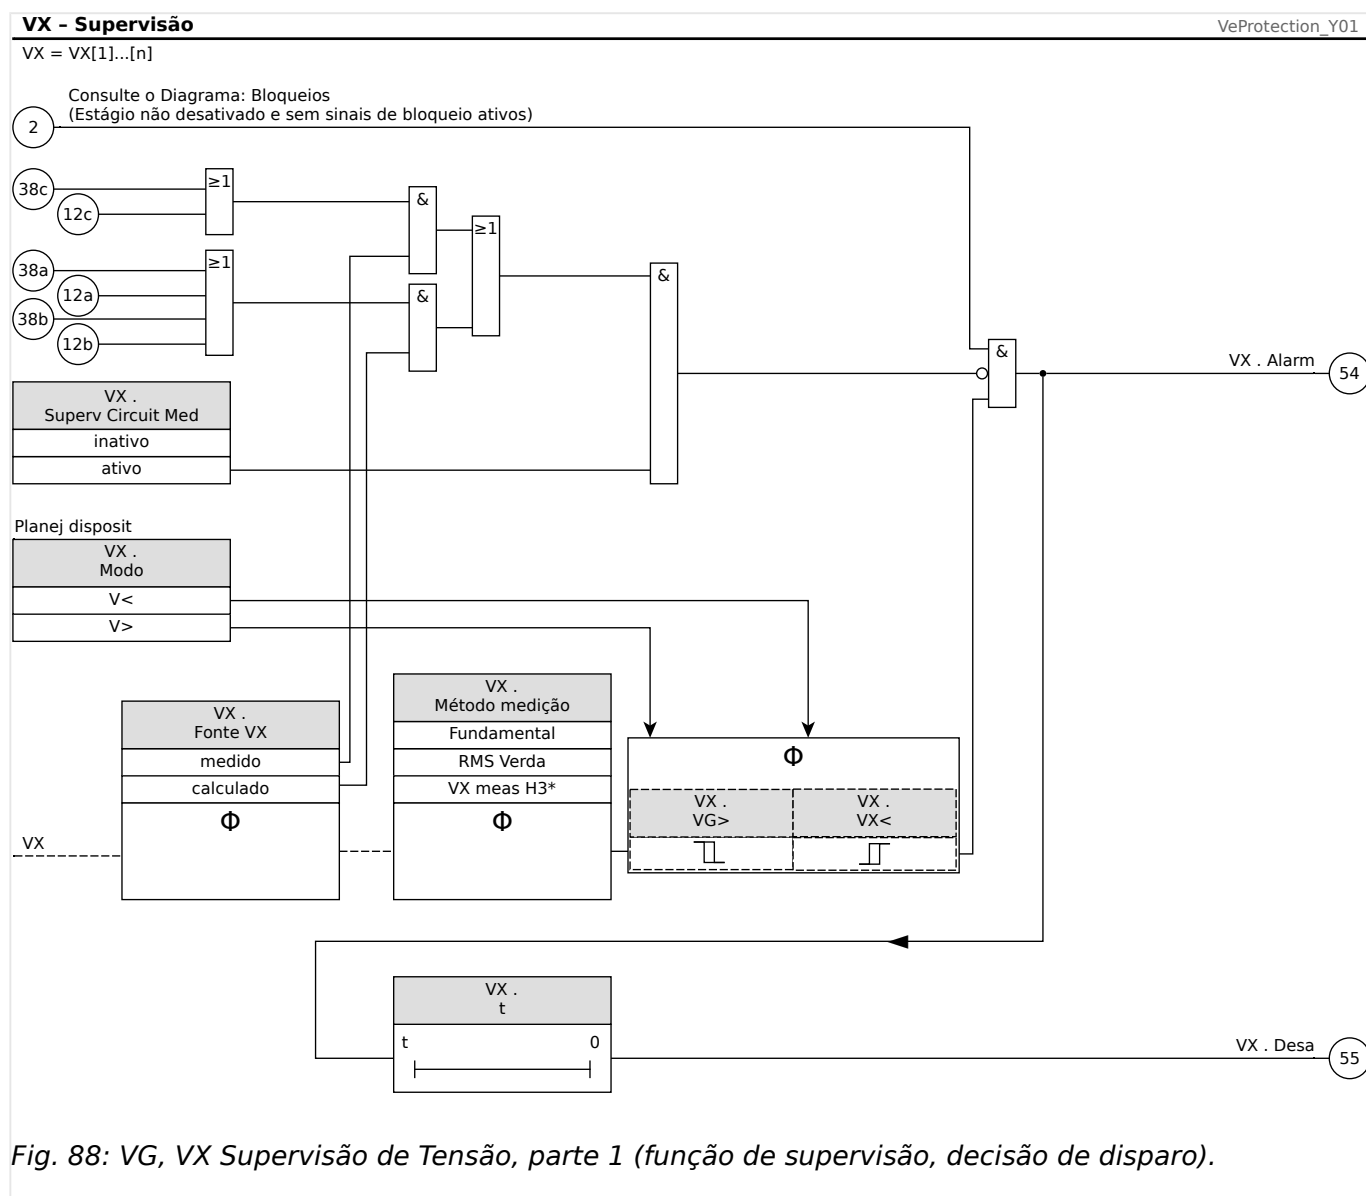 VX – Supervisão
VeProtection_Y01
VX = VX[1]...[n]
Consulte o Diagrama: Bloqueios
(Estágio não desativado e sem sinais de bloqueio ativos)
2
38c
≥1
12c
&
≥1
38a
≥1
12a
&
38b
12b
&
&
VX . Alarm
54
VX .
Superv Circuit Med
inativo
ativo
Planej disposit
VX .
Modo
V<
V>
VX .
Fonte VX
medido
calculado
Φ
VX
VX .
Método medição
Fundamental
RMS Verda
VX meas H3*
Φ
Φ
VX .
VG>
VX .
VX<
VX .
t
t 0
VX . Desa
55
Fig. 88: VG, VX Supervisão de Tensão, parte 1 (função de supervisão, decisão de disparo).